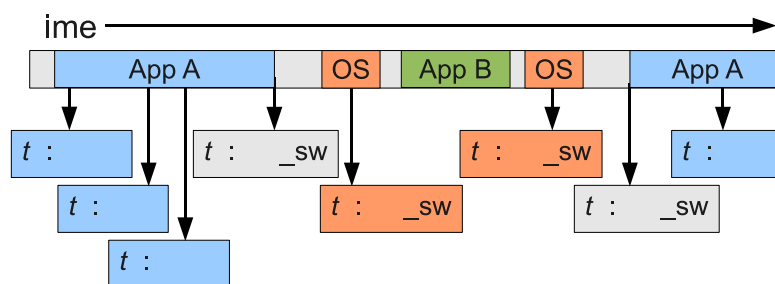 ime
App A OS App B OS App A
t : t : _sw t : _sw t :
t : t : _sw t : _sw
t :